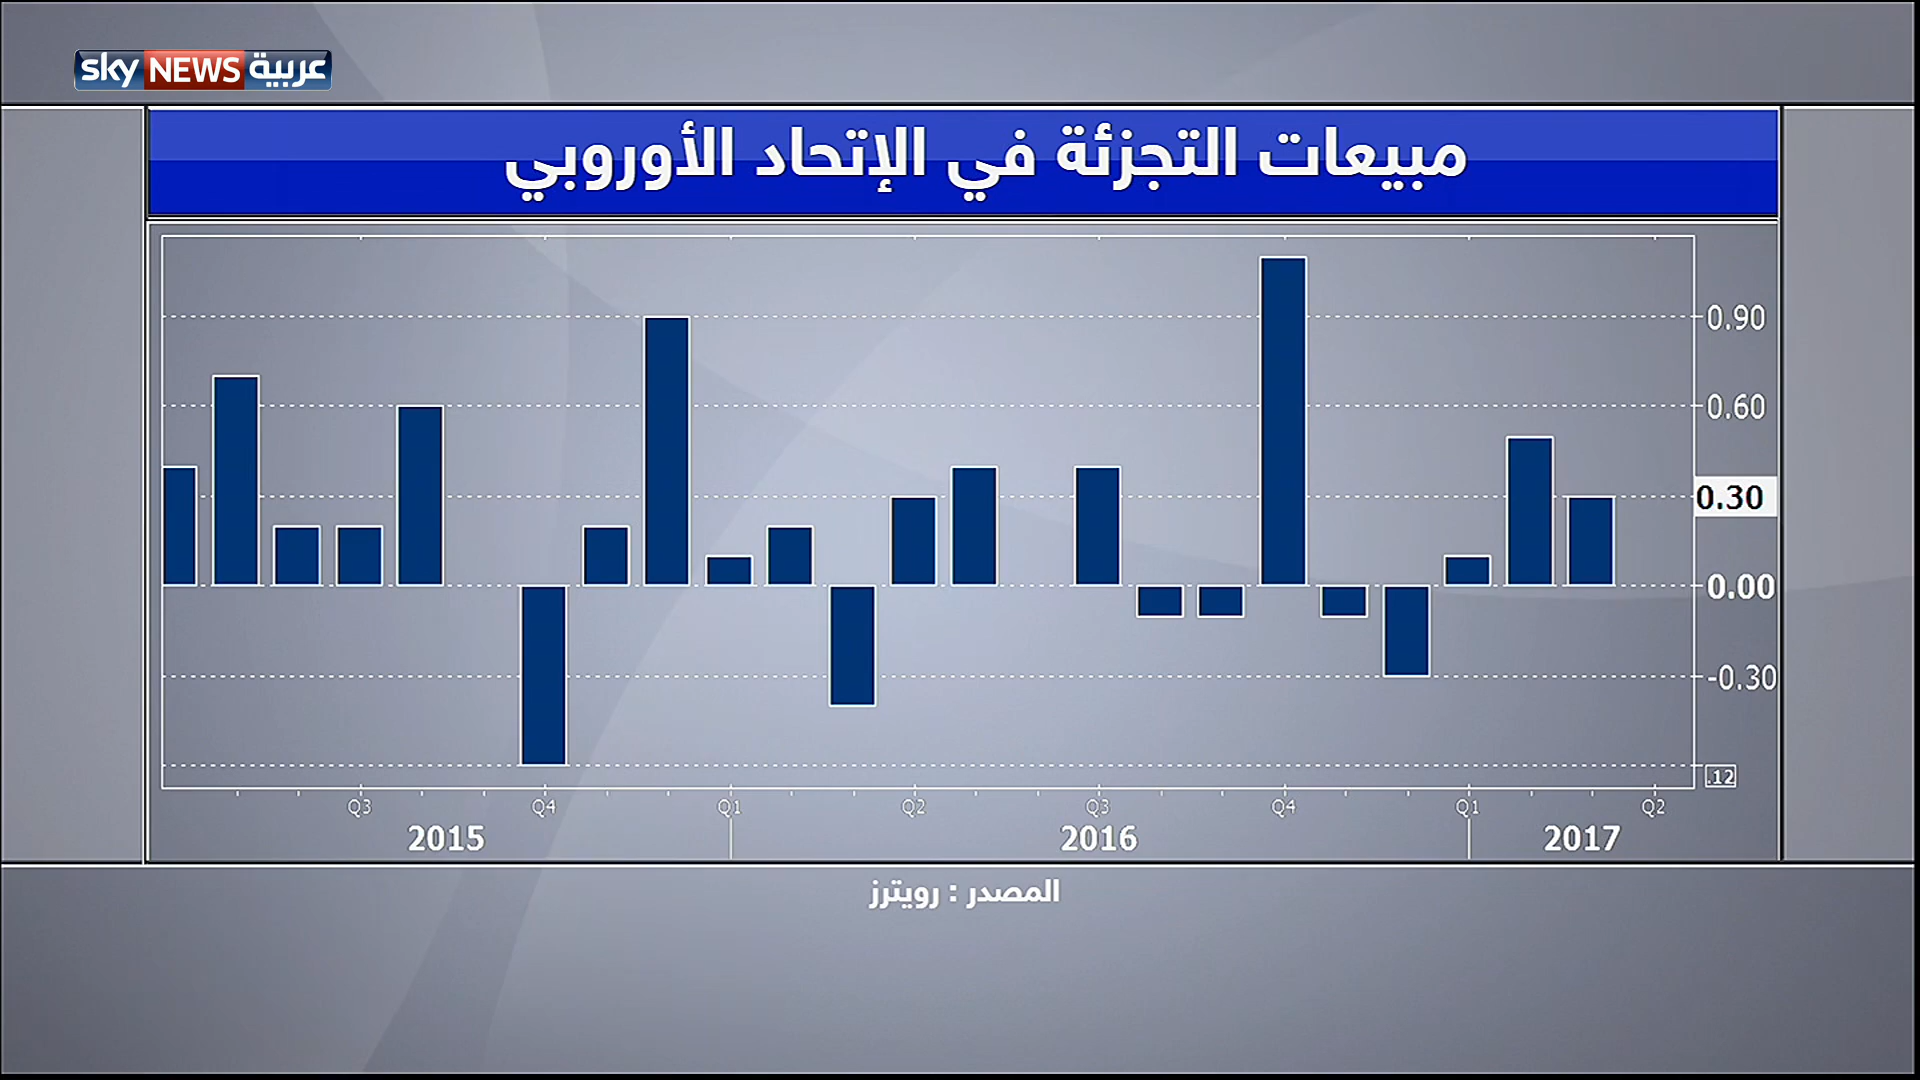 sky NEWS عربية
مبيعات التجزئة في الإتحاد الأوروبي
0.90
0.60
0.30
0.00
-0.30
.12
Q3 Q4 Q1 Q2 Q3 Q4 Q1 Q2
2015 2016 2017
المصدر : رويترز